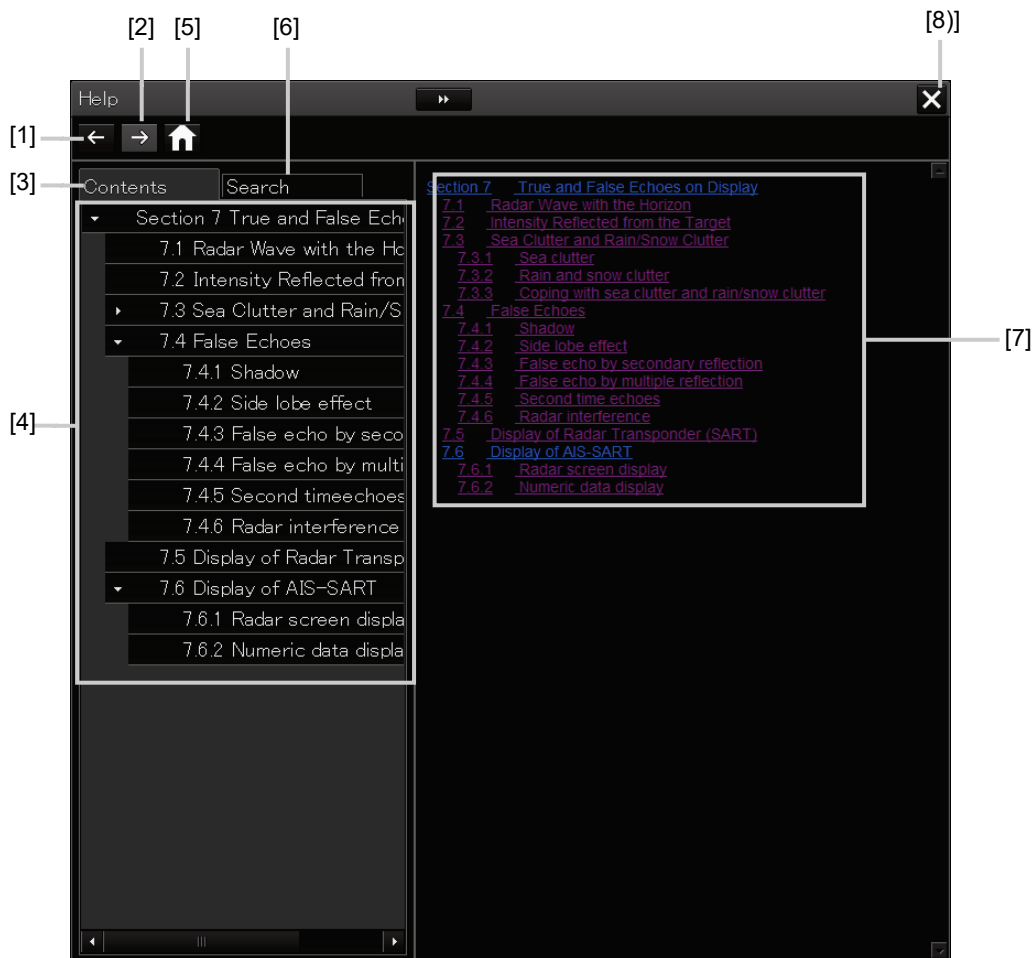 [2] [5] [6] [8)]
Help
[1]
[3]
Contents Search
Section 7 True and False Ech
7.1 Radar Wave with the Ho
7.2 Intensity Reflected fron
7.3 Sea Clutter and Rain/S
7.4 False Echoes
7.4.1 Shadow
7.4.2 Side lobe effect
[4]
7.4.3 False echo by seco
7.4.4 False echo by multi
7.4.5 Second timeechoes
7.4.6 Radar interference
7.5 Display of Radar Transp
7.6 Display of AIS-SART
7.6.1 Radar screen displa
7.6.2 Numeric data displa
Section 7 True and False Echoes on Display
7.1 Radar Wave with the Horizon
7.2 Intensity Reflected from the Target
7.3 Sea Clutter and Rain/Snow Clutter
7.3.1 Sea clutter
7.3.2 Rain and snow clutter
7.3.3 Coping with sea clutter and rain/snow clutter
7.4 False Echoes
7.4.1 Shadow
7.4.2 Side lobe effect
7.4.3 False echo by secondary reflection
7.4.4 False echo by multiple reflection
7.4.5 Second time echoes
7.4.6 Radar interference
7.5 Display of Radar Transponder (SART)
7.6 Display of AIS-SART
7.6.1 Radar screen display
7.6.2 Numeric data display
[7]